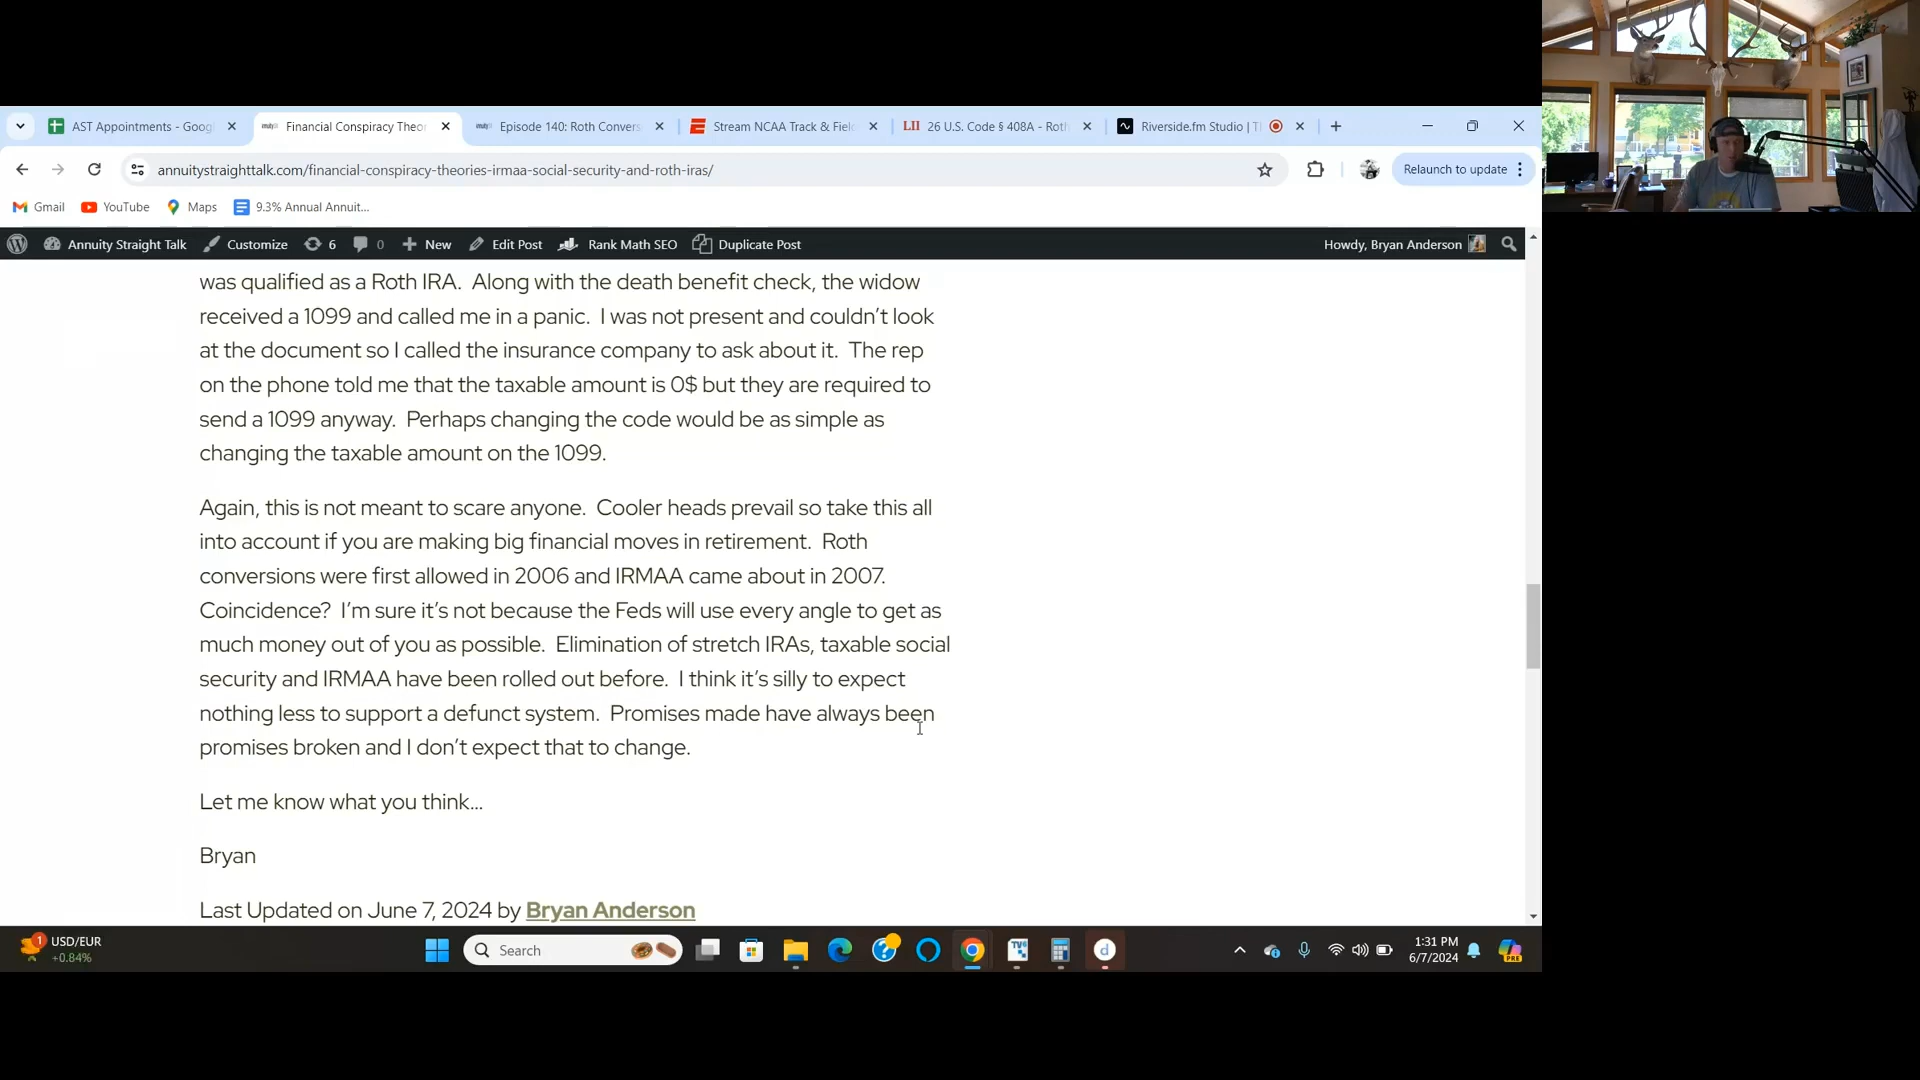 AST Appointments - Goog
Financial Conspiracy Theo
Episode 140: Roth Convers
Stream NCAA Track & Fiel
LII 26 U.S. Code § 408A - Roth
Riverside.fm Studio | T
annuitystraighttalk.com/financial-conspiracy-theories-irmaa-social-security-and-roth-iras/
Relaunch to update
Gmail
YouTube
Maps
9.3% Annual Annuit...
Annuity Straight Talk
Customize
6
0
New
Edit Post
Rank Math SEO
Duplicate Post
Howdy, Bryan Anderson
was qualified as a Roth IRA.  Along with the death benefit check, the widow
received a 1099 and called me in a panic.  I was not present and couldn't look
at the document so I called the insurance company to ask about it.  The rep
on the phone told me that the taxable amount is 0$ but they are required to
send a 1099 anyway.  Perhaps changing the code would be as simple as
changing the taxable amount on the 1099.
Again, this is not meant to scare anyone.  Cooler heads prevail so take this all
into account if you are making big financial moves in retirement.  Roth
conversions were first allowed in 2006 and IRMAA came about in 2007.
Coincidence?  I'm sure it's not because the Feds will use every angle to get as
much money out of you as possible.  Elimination of stretch IRAs, taxable social
security and IRMAA have been rolled out before.  I think it's silly to expect
nothing less to support a defunct system.  Promises made have always been
promises broken and I don't expect that to change.
Let me know what you think…
Bryan
Last Updated on June 7, 2024 by Bryan Anderson
1
USD/EUR
+0.84%
Search
1:31 PM
6/7/2024
PRE